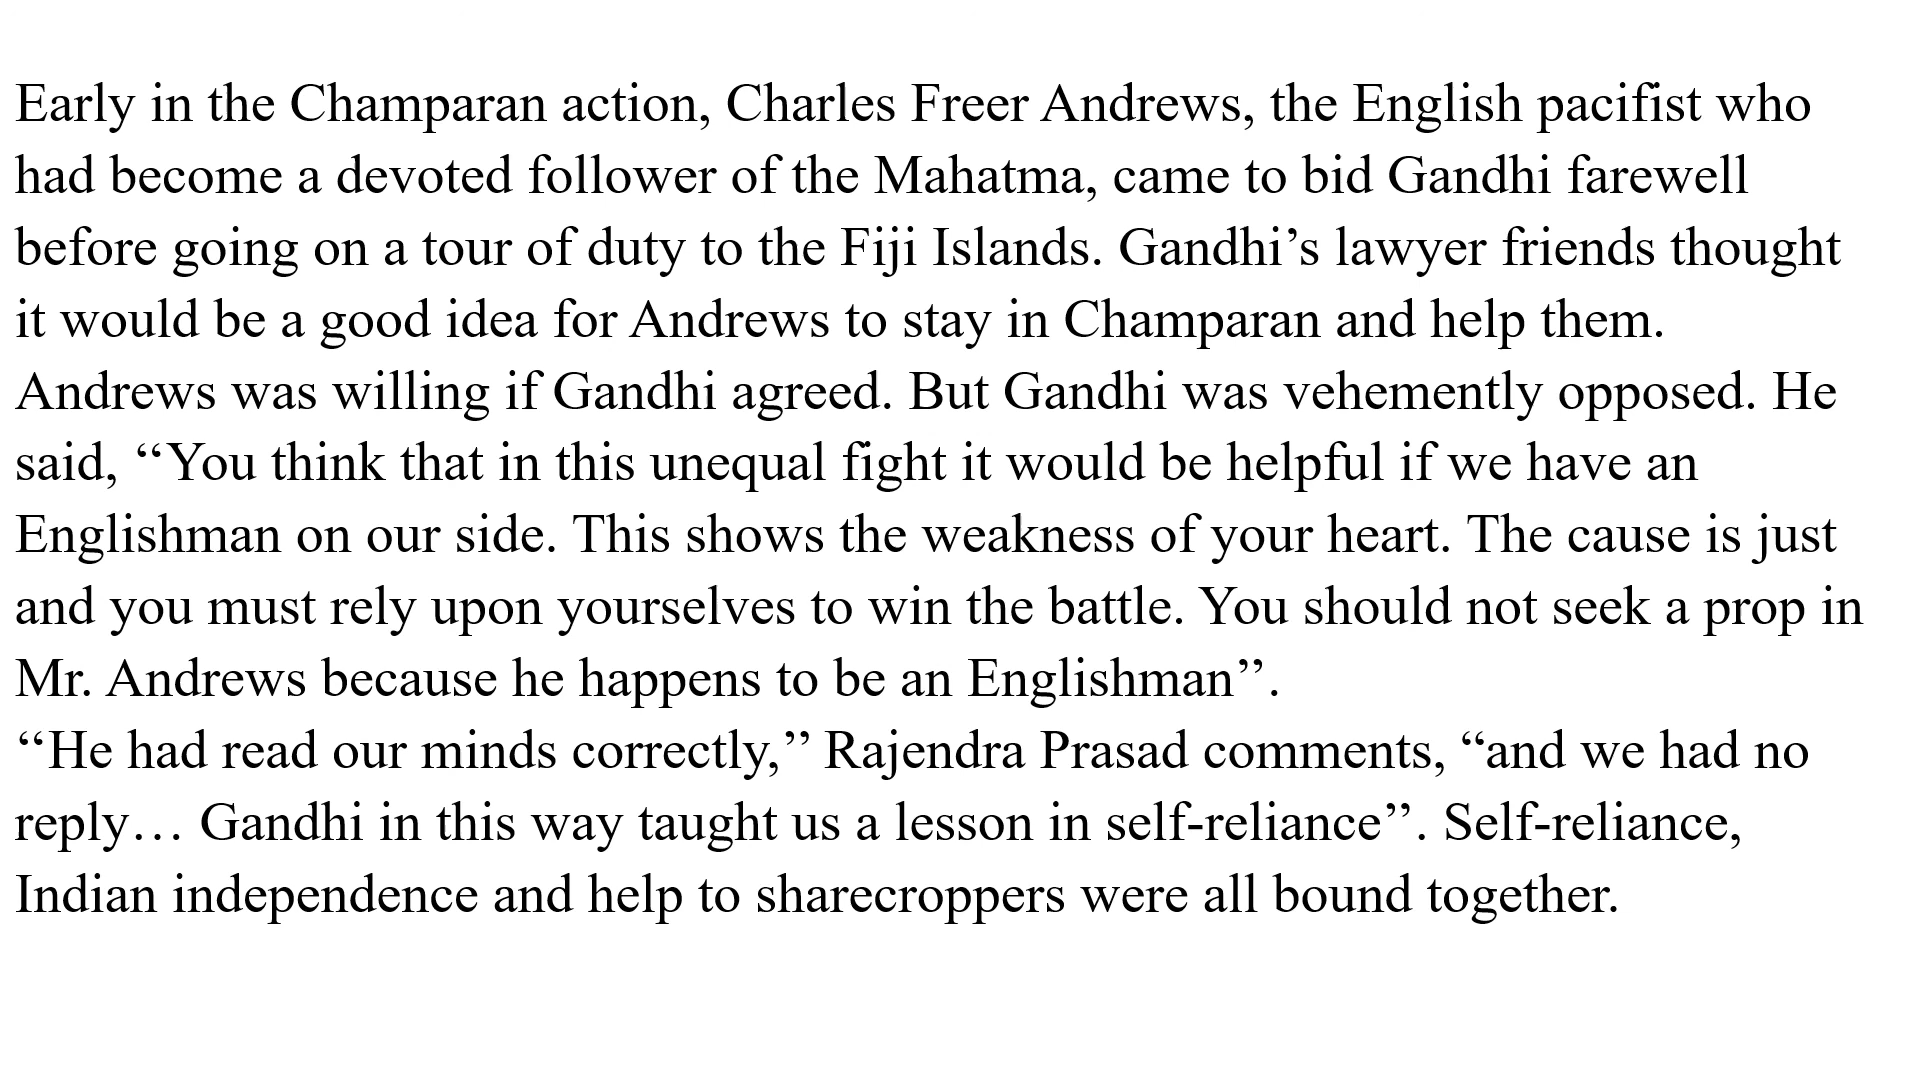 Early in the Champaran action, Charles Freer Andrews, the English pacifist who
had become a devoted follower of the Mahatma, came to bid Gandhi farewell
before going on a tour of duty to the Fiji Islands. Gandhi’s lawyer friends thought
it would be a good idea for Andrews to stay in Champaran and help them.
Andrews was willing if Gandhi agreed. But Gandhi was vehemently opposed. He
said, ‘‘You think that in this unequal fight it would be helpful if we have an
Englishman on our side. This shows the weakness of your heart. The cause is just
and you must rely upon yourselves to win the battle. You should not seek a prop in
Mr. Andrews because he happens to be an Englishman’’.
‘‘He had read our minds correctly,’’ Rajendra Prasad comments, “and we had no
reply… Gandhi in this way taught us a lesson in self-reliance’’. Self-reliance,
Indian independence and help to sharecroppers were all bound together.